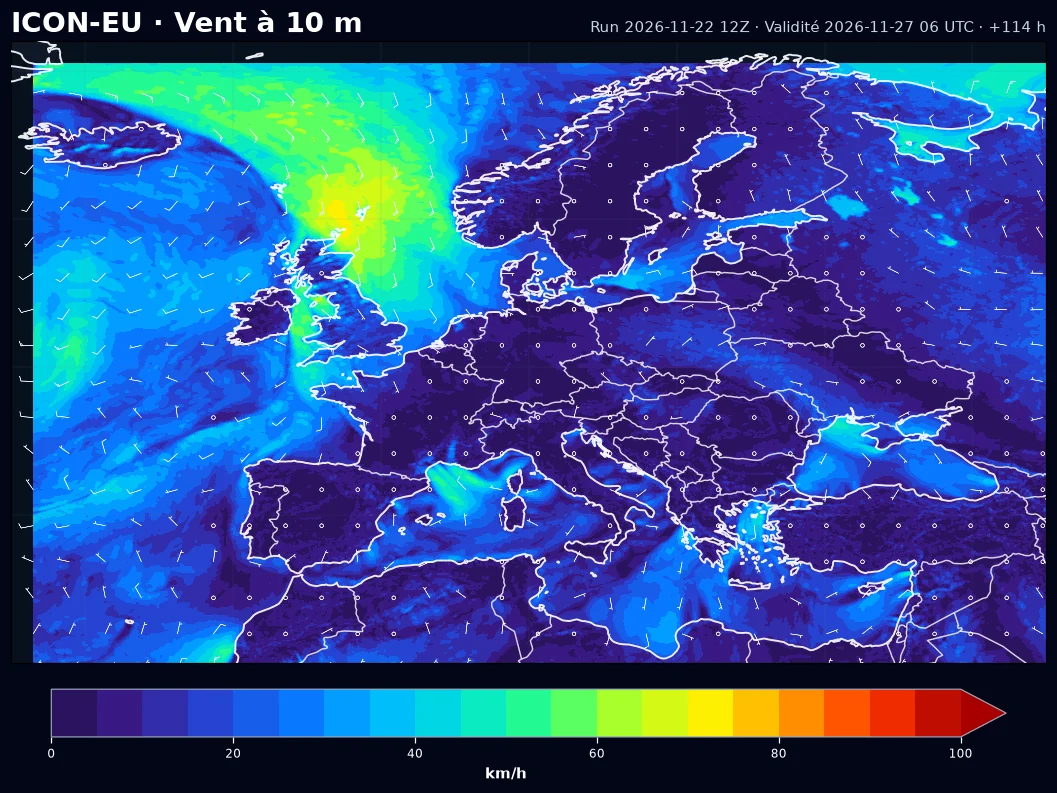 ICON-EU · Vent à 10 m
Run 2026-11-22 12Z · Validité 2026-11-27 06 UTC · +114 h
0 20 40 60 80 100
km/h